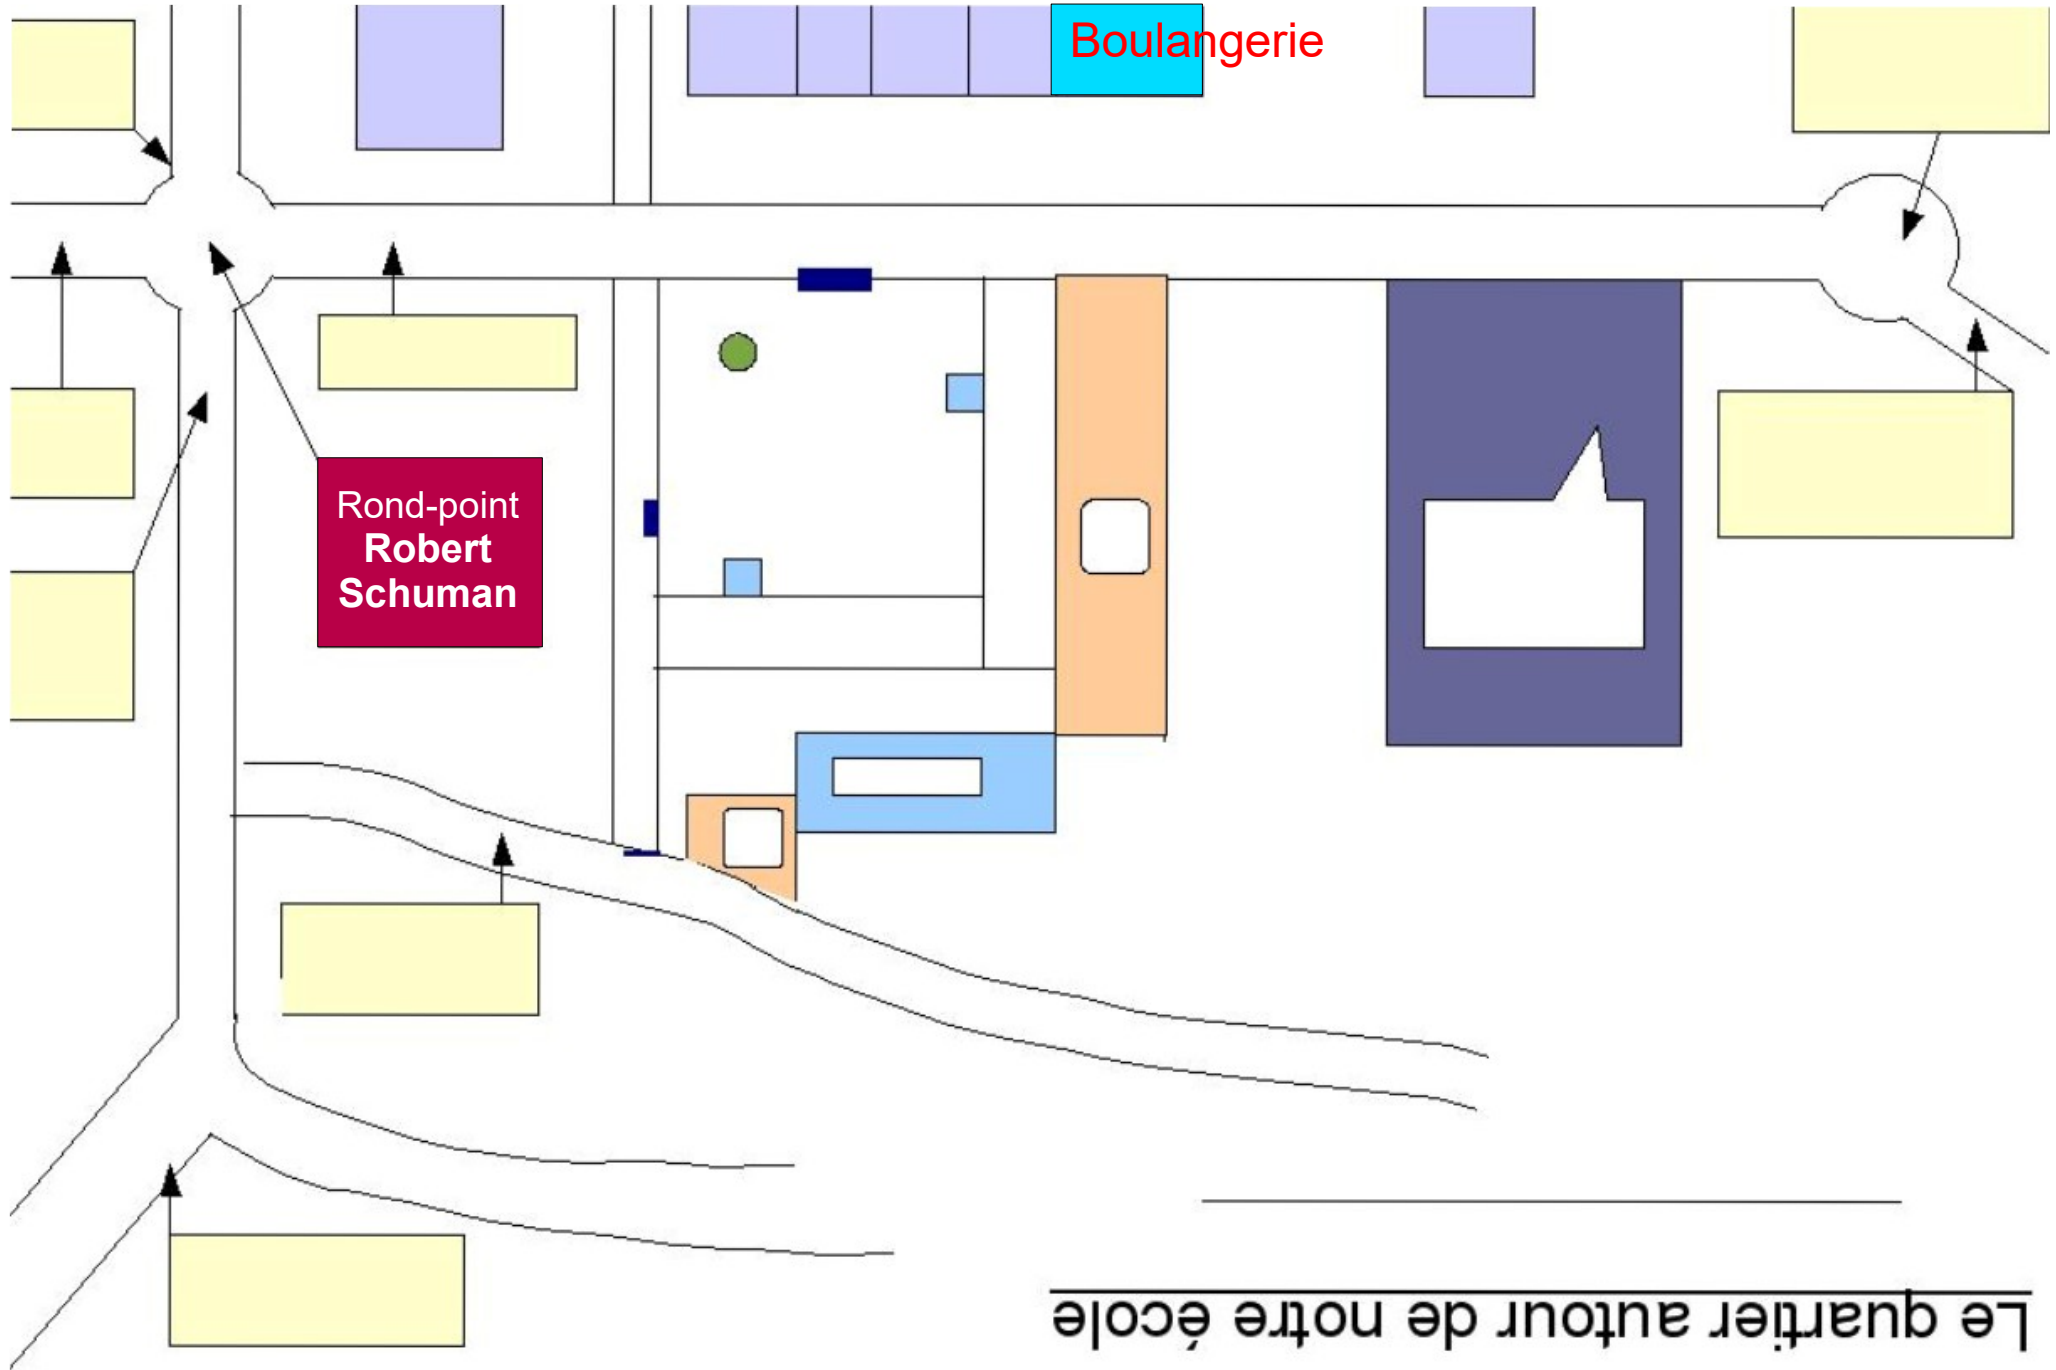 Boulangerie
Rond-point
Robert
Schuman
Le quartier autour de notre école